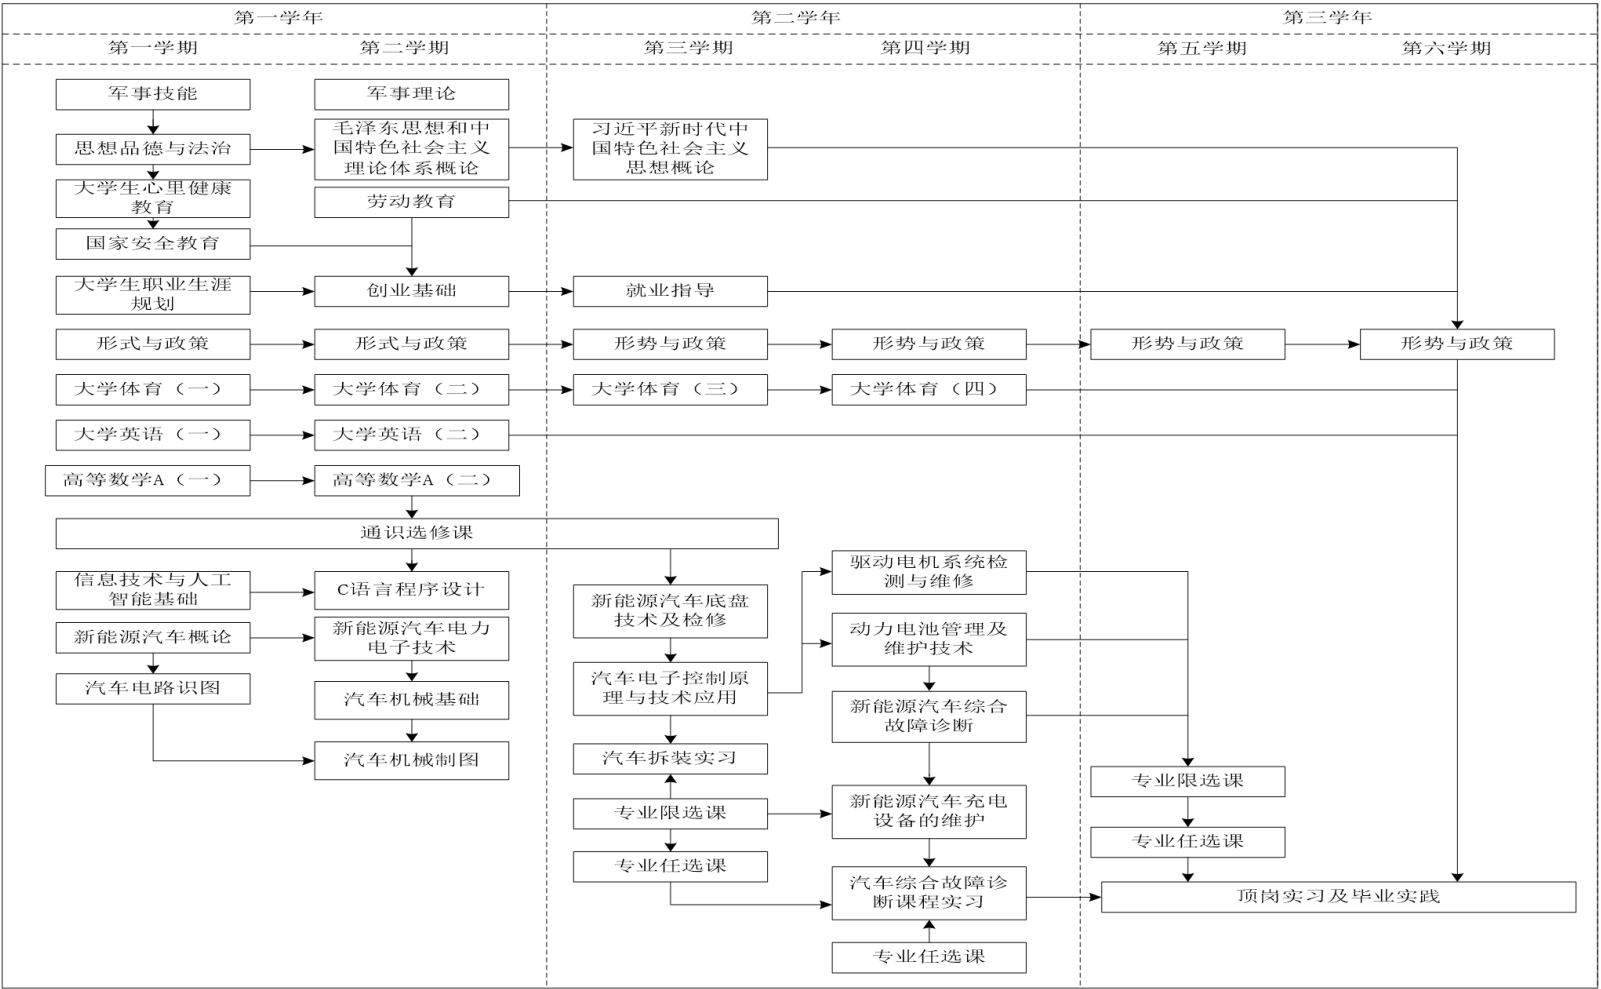 第一学年
第二学年
第三学年
第一学期
第二学期
第三学期
第四学期
第五学期
第六学期
军事技能
军事理论
思想品德与法治
毛泽东思想和中
国特色社会主义
理论体系概论
习近平新时代中
国特色社会主义
思想概论
大学生心里健康
教育
劳动教育
国家安全教育
大学生职业生涯
规划
创业基础
就业指导
形式与政策
形式与政策
形势与政策
形势与政策
形势与政策
形势与政策
大学体育（一）
大学体育（二）
大学体育（三）
大学体育（四）
大学英语（一）
大学英语（二）
高等数学A（一）
高等数学A（二）
通识选修课
信息技术与人工
智能基础
C语言程序设计
新能源汽车底盘
技术及检修
驱动电机系统检
测与维修
新能源汽车概论
新能源汽车电力
电子技术
动力电池管理及
维护技术
汽车电路识图
汽车机械基础
汽车电子控制原
理与技术应用
新能源汽车综合
故障诊断
汽车机械制图
汽车拆装实习
专业限选课
专业限选课
新能源汽车充电
设备的维护
专业任选课
专业任选课
汽车综合故障诊
断课程实习
顶岗实习及毕业实践
专业任选课